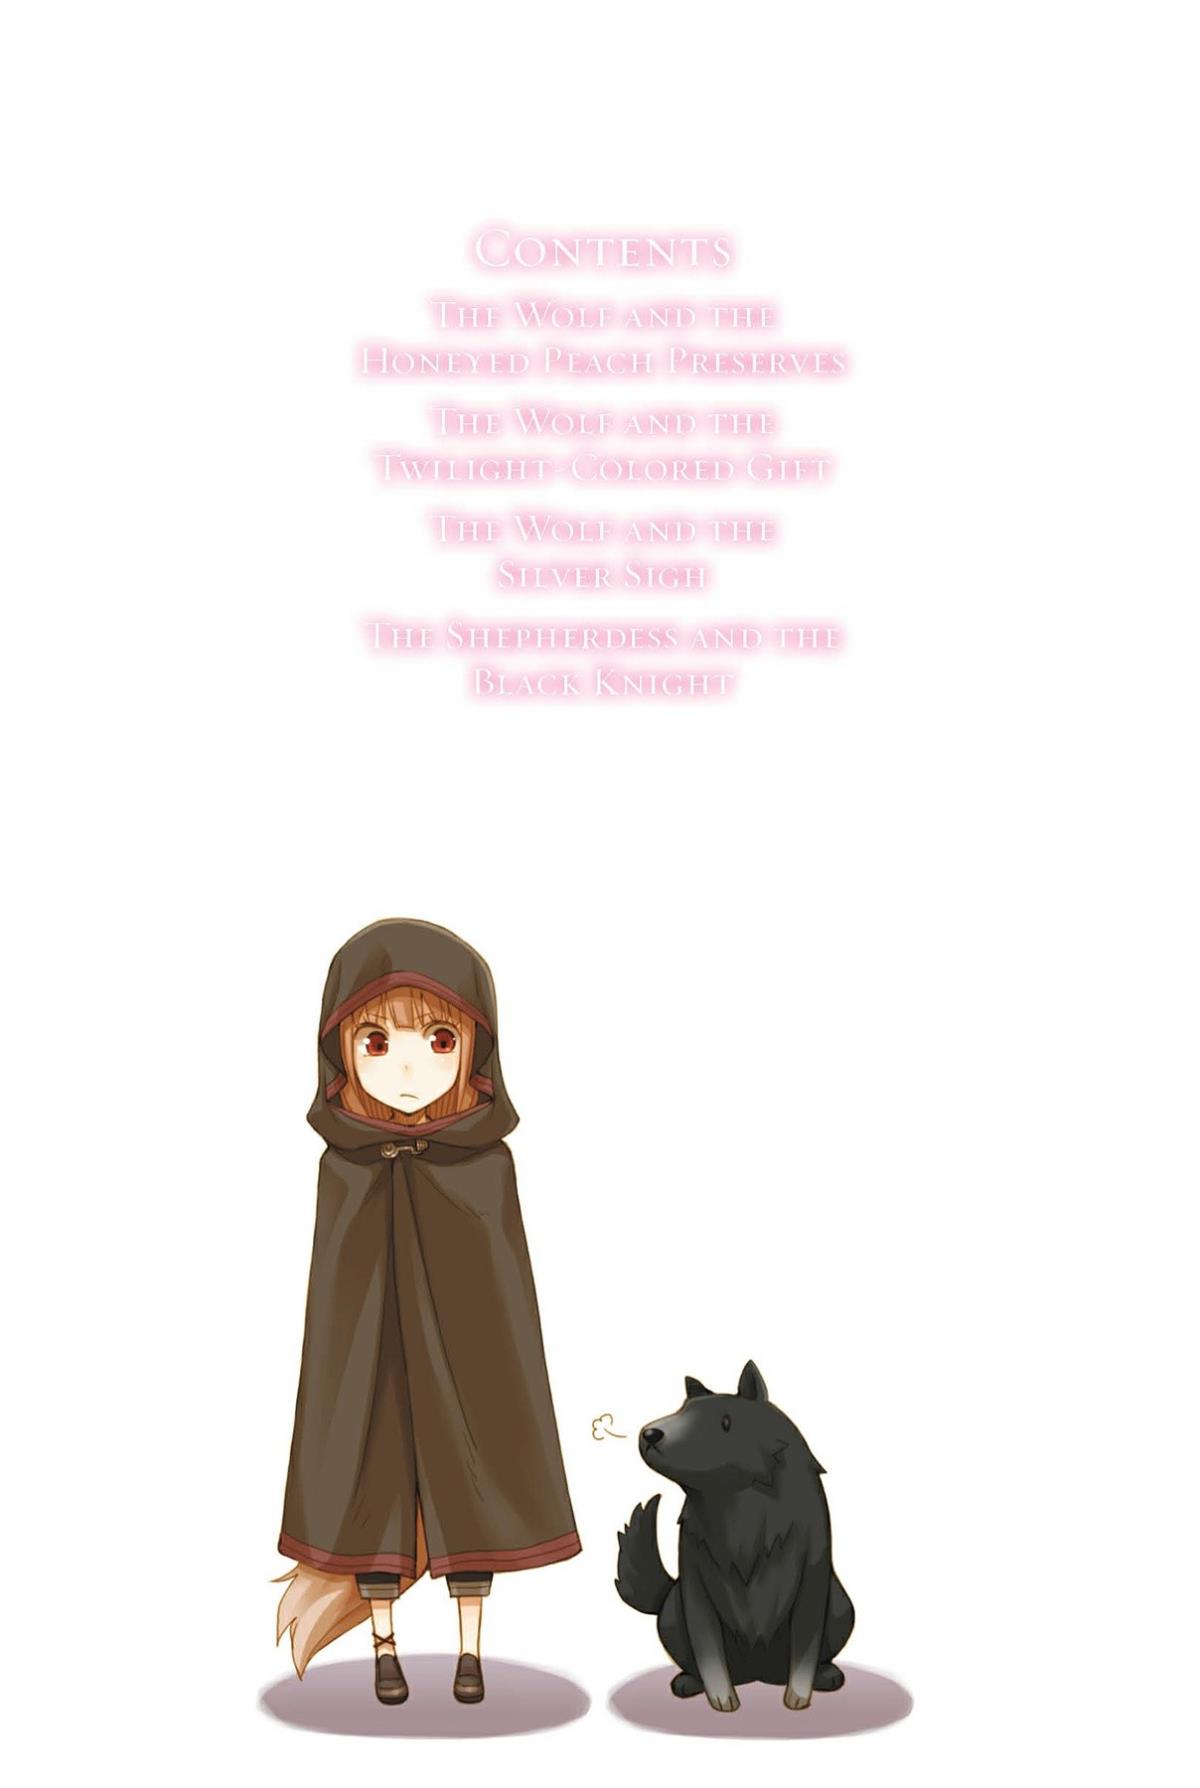 Contents
The Wolf and the
Honeyed Peach Preserves
The Wolf and the
Twilight-Colored Gift
The Wolf and the
Silver Sigh
The Shepherdess and the
Black Knight